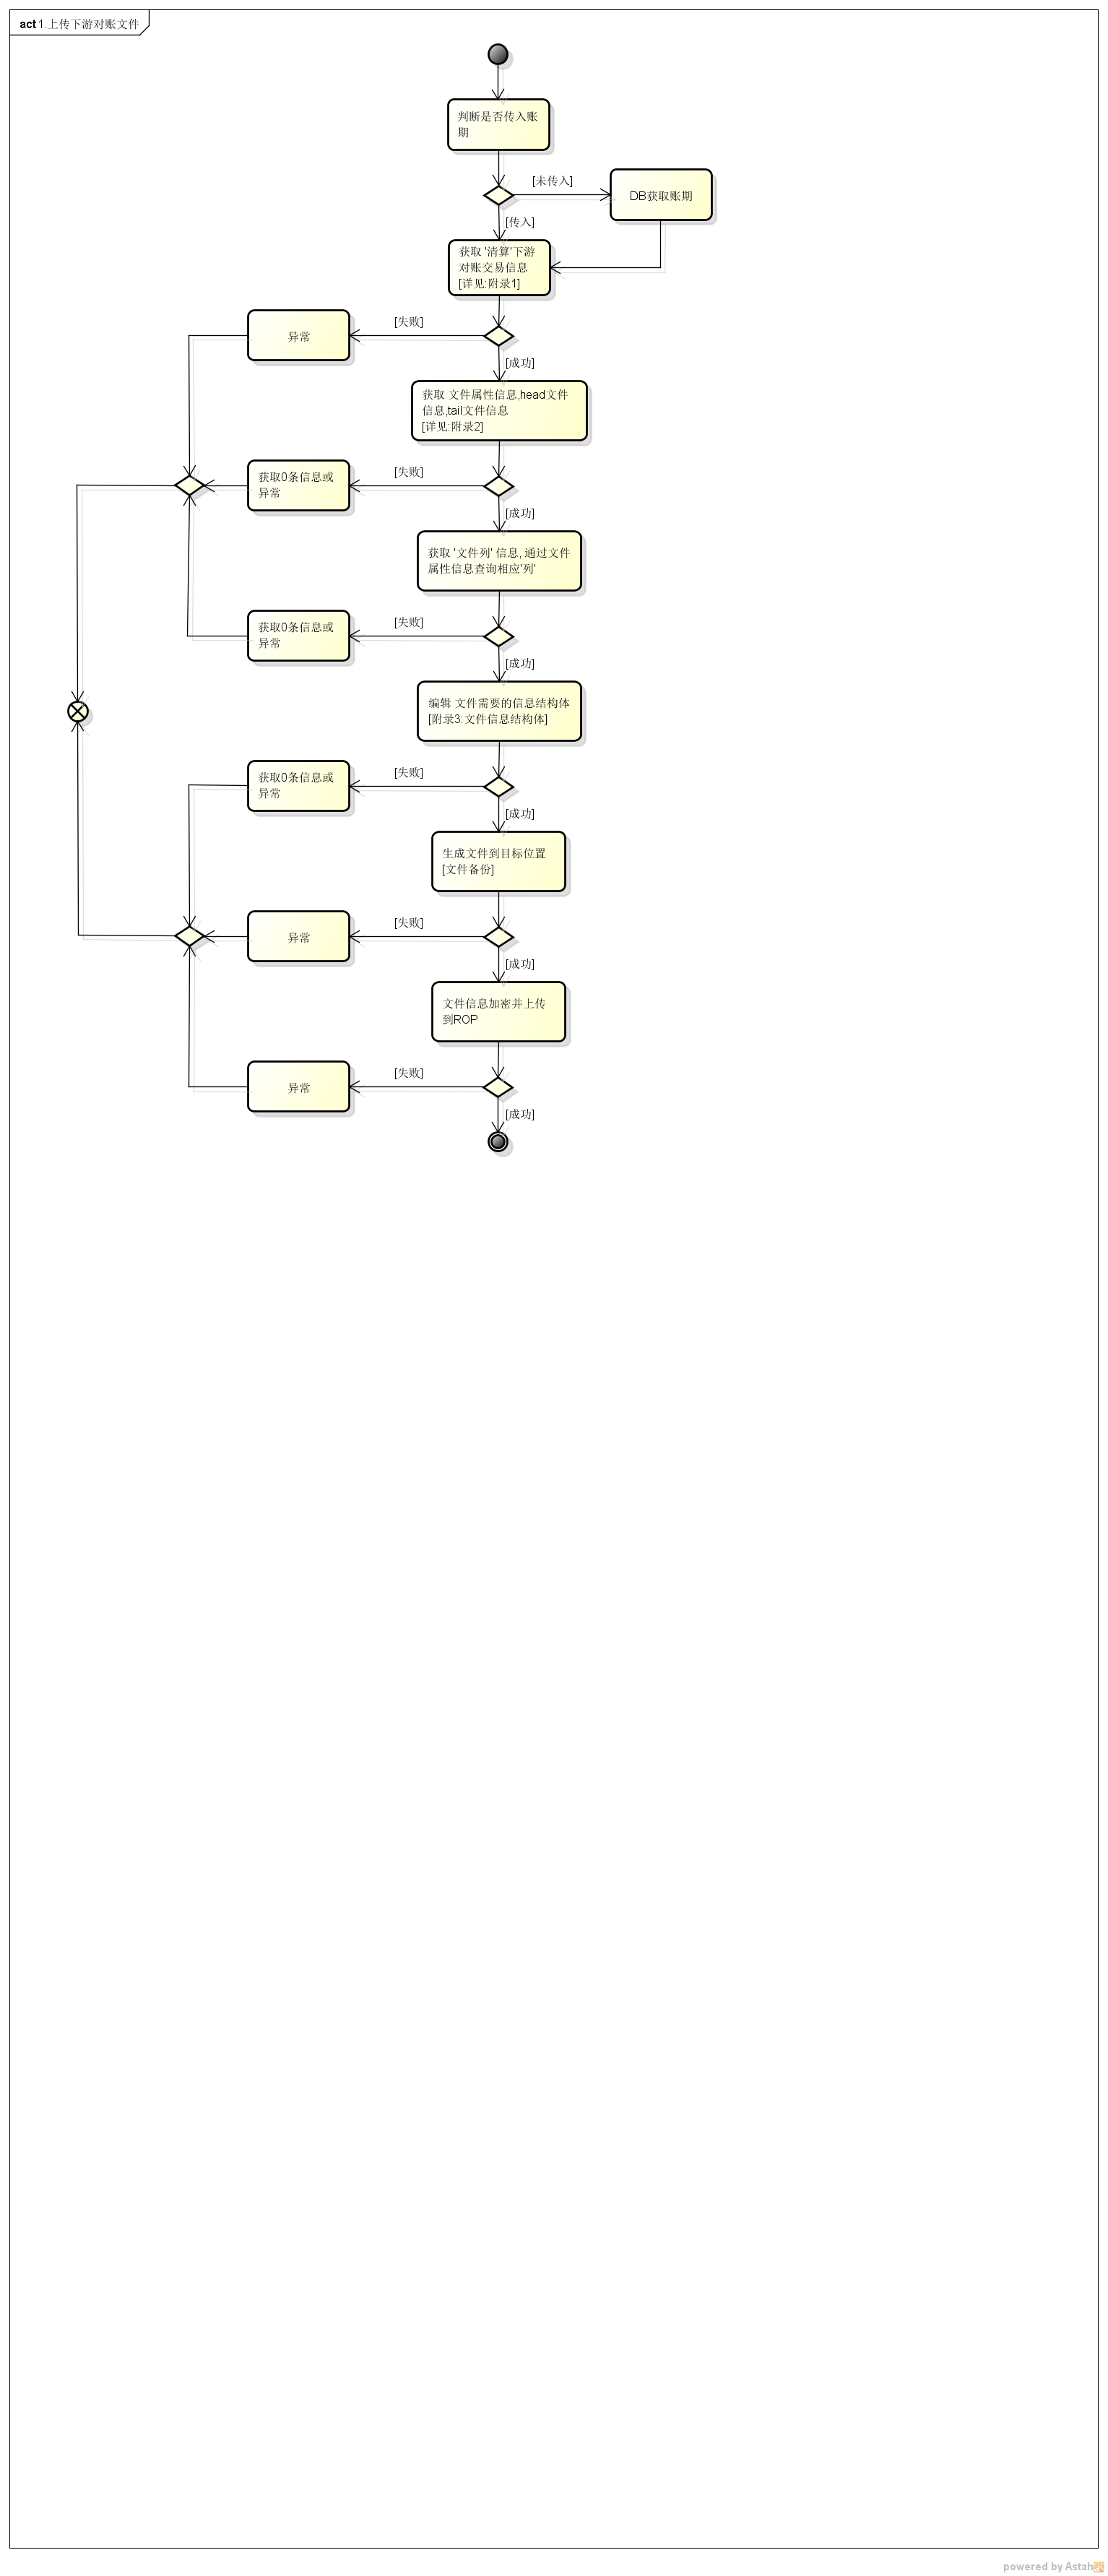 act 1.上传下游对账文件
判断是否传入账
期
[未传入]
DB获取账期
[传入]
获取 '清算'下游
对账交易信息
[详见:附录1]
[失败]
异常
[成功]
获取 文件属性信息,head文件
信息,tail文件信息
[详见:附录2]
[失败]
获取0条信息或
异常
[成功]
获取 '文件列' 信息, 通过文件
属性信息查询相应'列'
[失败]
获取0条信息或
异常
[成功]
编辑 文件需要的信息结构体
[附录3:文件信息结构体]
[失败]
获取0条信息或
异常
[成功]
生成文件到目标位置
[文件备份]
[失败]
异常
[成功]
文件信息加密并上传
到ROP
[失败]
异常
[成功]
powered by Astah